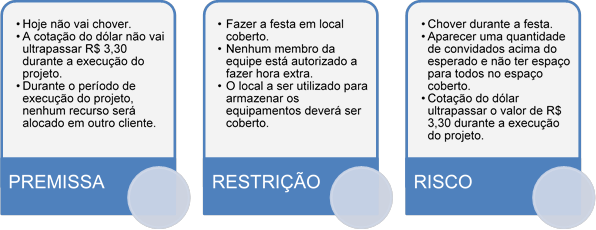 • Hoje não vai chover.
• A cotação do dólar não vai
ultrapassar R$ 3,30
durante a execução do
projeto.
• Durante o período de
execução do projeto,
nenhum recurso será
alocado em outro cliente.
PREMISSA
• Fazer a festa em local
coberto.
• Nenhum membro da
equipe está autorizado a
fazer hora extra.
• O local a ser utilizado para
armazenar os
equipamentos deverá ser
coberto.
RESTRIÇÃO
• Chover durante a festa.
• Aparecer uma quantidade
de convidados acima do
esperado e não ter espaço
para todos no espaço
coberto.
• Cotação do dólar
ultrapassar o valor de R$
3,30 durante a execução
do projeto.
RISCO